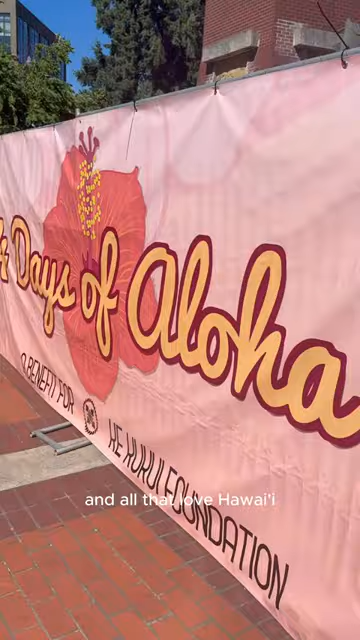 Days of Aloha
BENEFIT FOR
KE KUKUI FOUNDATION
and all that love Hawai'i